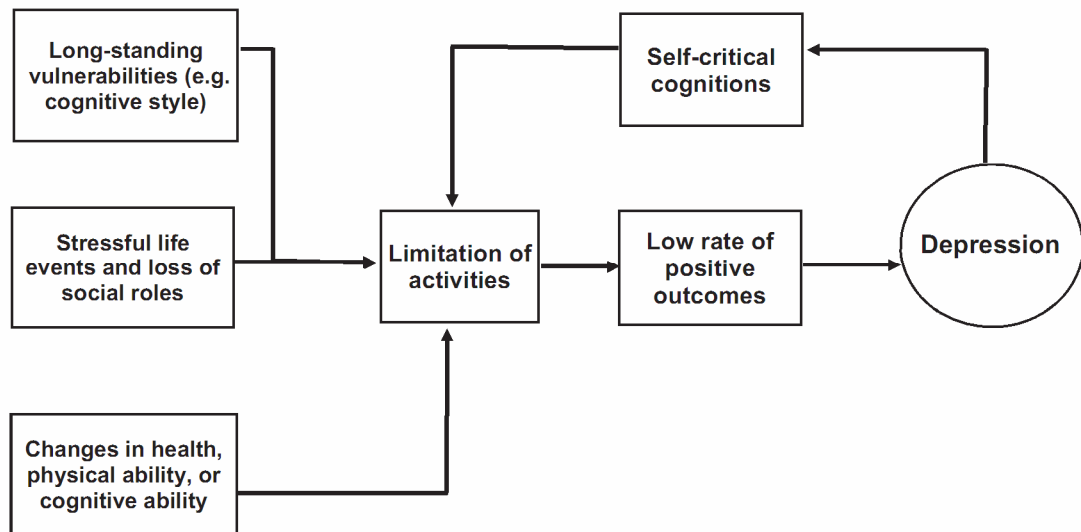 Long-standing
vulnerabilities (e.g.
cognitive style)
Self-critical
cognitions
Stressful life
events and loss of
social roles
Limitation of
activities
Low rate of
positive
outcomes
Depression
Changes in health,
physical ability, or
cognitive ability